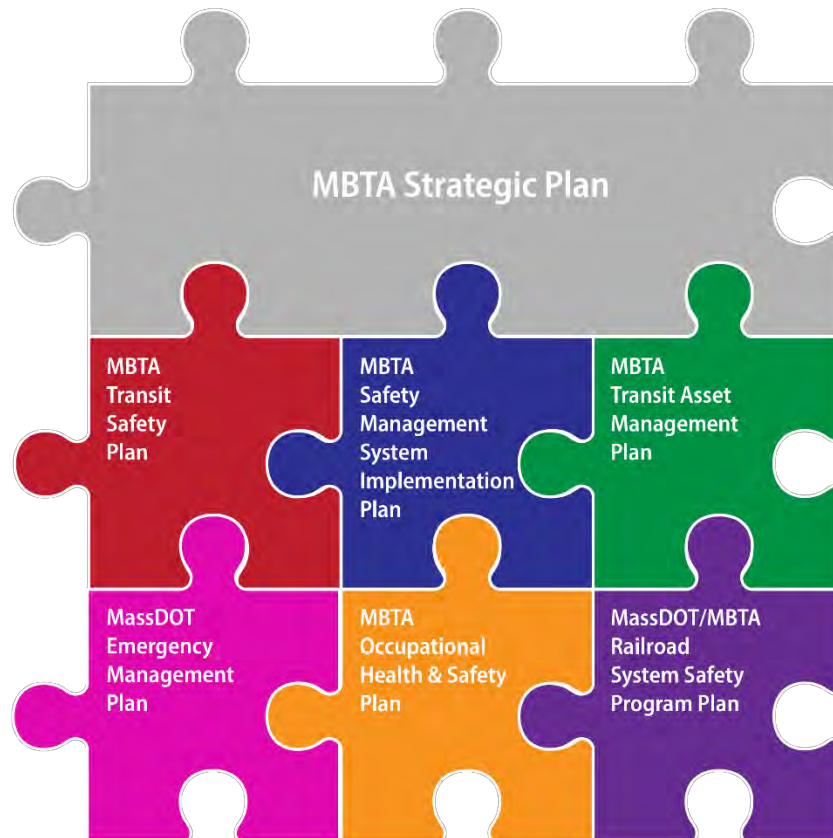 MBTA Strategic Plan
MBTA
Transit
Safety
Plan
MBTA
Safety
Management
System
Implementation
Plan
MBTA
Transit Asset
Management
Plan
MassDOT
Emergency
Management
Plan
MBTA
Occupational
Health & Safety
Plan
MassDOT/MBTA
Railroad
System Safety
Program Plan